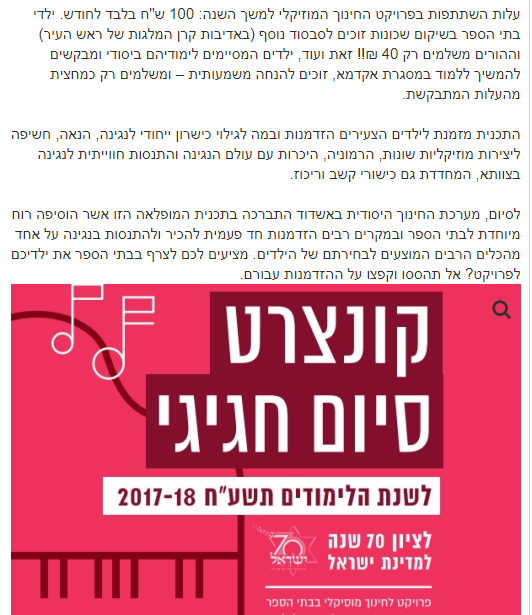 עלות השתתפות בפרויקט החינוך המוזיקלי למשך השנה: 100 ש"ח בלבד לחודש. ילדי
בתי הספר בשיקום שכונות זוכים לסבסוד נוסף (באדיבות קרן המלגות של ראש העיר)
וההורים משלמים רק 40 ₪!! זאת ועוד, ילדים המסיימים לימודיהם ביסודי ומבקשים
להמשיך ללמוד במסגרת אקדמא, זוכים להנחה משמעותית – ומשלמים רק כמחצית
מהעלות המתבקשת.
התכנית מזמנת לילדים הצעירים הזדמנות ובמה לגילוי כישרון ייחודי לנגינה, הנאה, חשיפה
ליצירות מוזיקליות שונות, הרמוניה, היכרות עם עולם הנגינה והתנסות חווייתית לנגינה
בצוותא, המחדדת גם כישורי קשב וריכוז.
לסיום, מערכת החינוך היסודית באשדוד התברכה בתכנית המופלאה הזו אשר הוסיפה רוח
מיוחדת לבתי הספר ובמקרים רבים הזדמנות חד פעמית להכיר ולהתנסות בנגינה על אחד
מהכלים הרבים המוצעים לבחירתם של הילדים. מציעים לכם לצרף בבתי הספר את ילדיכם
לפרויקט? אל תהססו וקפצו על ההזדמנות עבורם.
קונצרט
סיום חגיגי
לשנת הלימודים תשע"ח 2017-18
לציון 70 שנה
למדינת ישראל
70
ישראל
פרויקט לחינוך מוסיקלי בבתי הספר